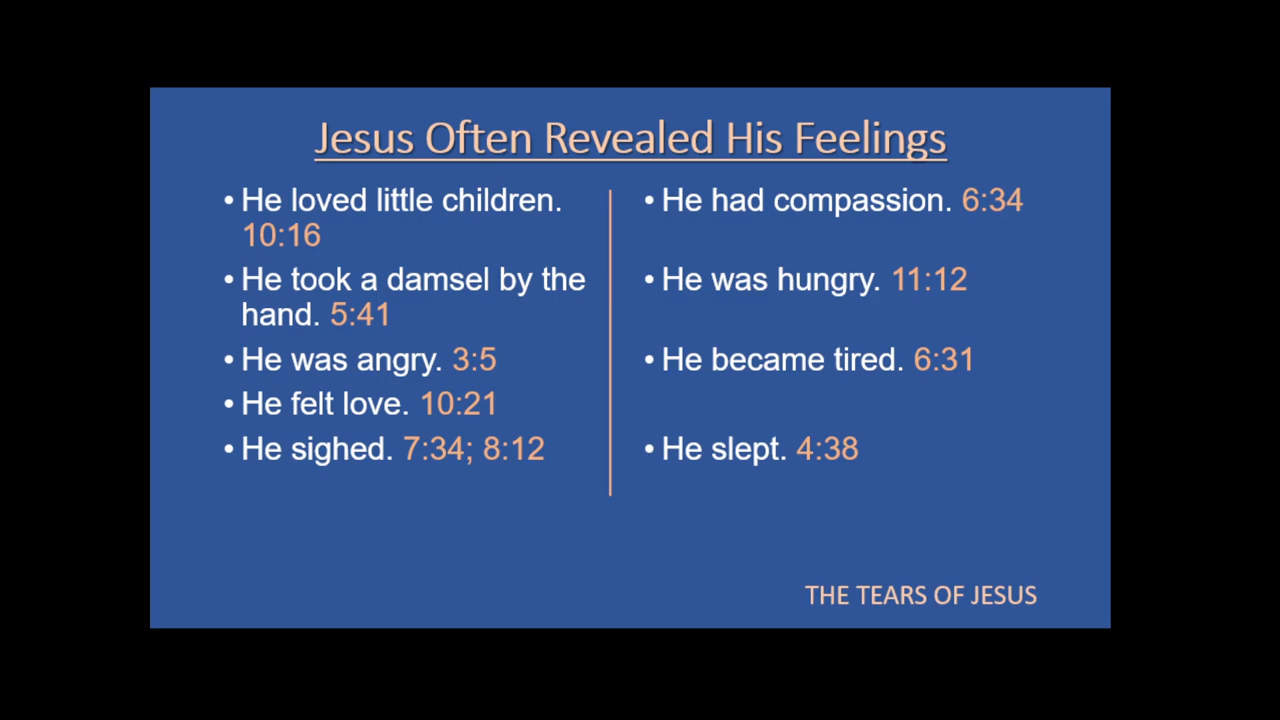 Jesus Often Revealed His Feelings
• He loved little children.
10:16
• He took a damsel by the
hand. 5:41
• He was angry. 3:5
• He felt love. 10:21
• He sighed. 7:34; 8:12
• He had compassion. 6:34
• He was hungry. 11:12
• He became tired. 6:31
• He slept. 4:38
THE TEARS OF JESUS